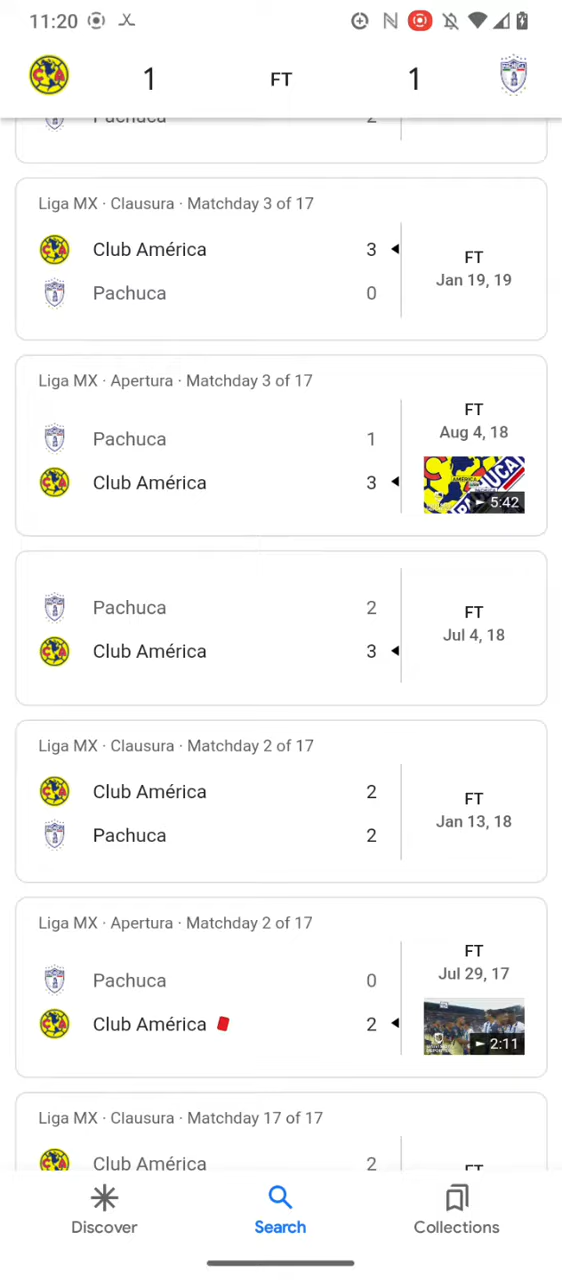 11:20
1 FT 1
Pachuca 2
Liga MX · Clausura · Matchday 3 of 17
Club América 3
FT
Pachuca 0
Jan 19, 19
Liga MX · Apertura · Matchday 3 of 17
FT
Pachuca 1
Aug 4, 18
Club América 3
5:42
Pachuca 2
FT
Club América 3
Jul 4, 18
Liga MX · Clausura · Matchday 2 of 17
Club América 2
FT
Pachuca 2
Jan 13, 18
Liga MX · Apertura · Matchday 2 of 17
FT
Pachuca 0
Jul 29, 17
Club América 2
2:11
Liga MX · Clausura · Matchday 17 of 17
Club América 2
FT
Discover Search Collections